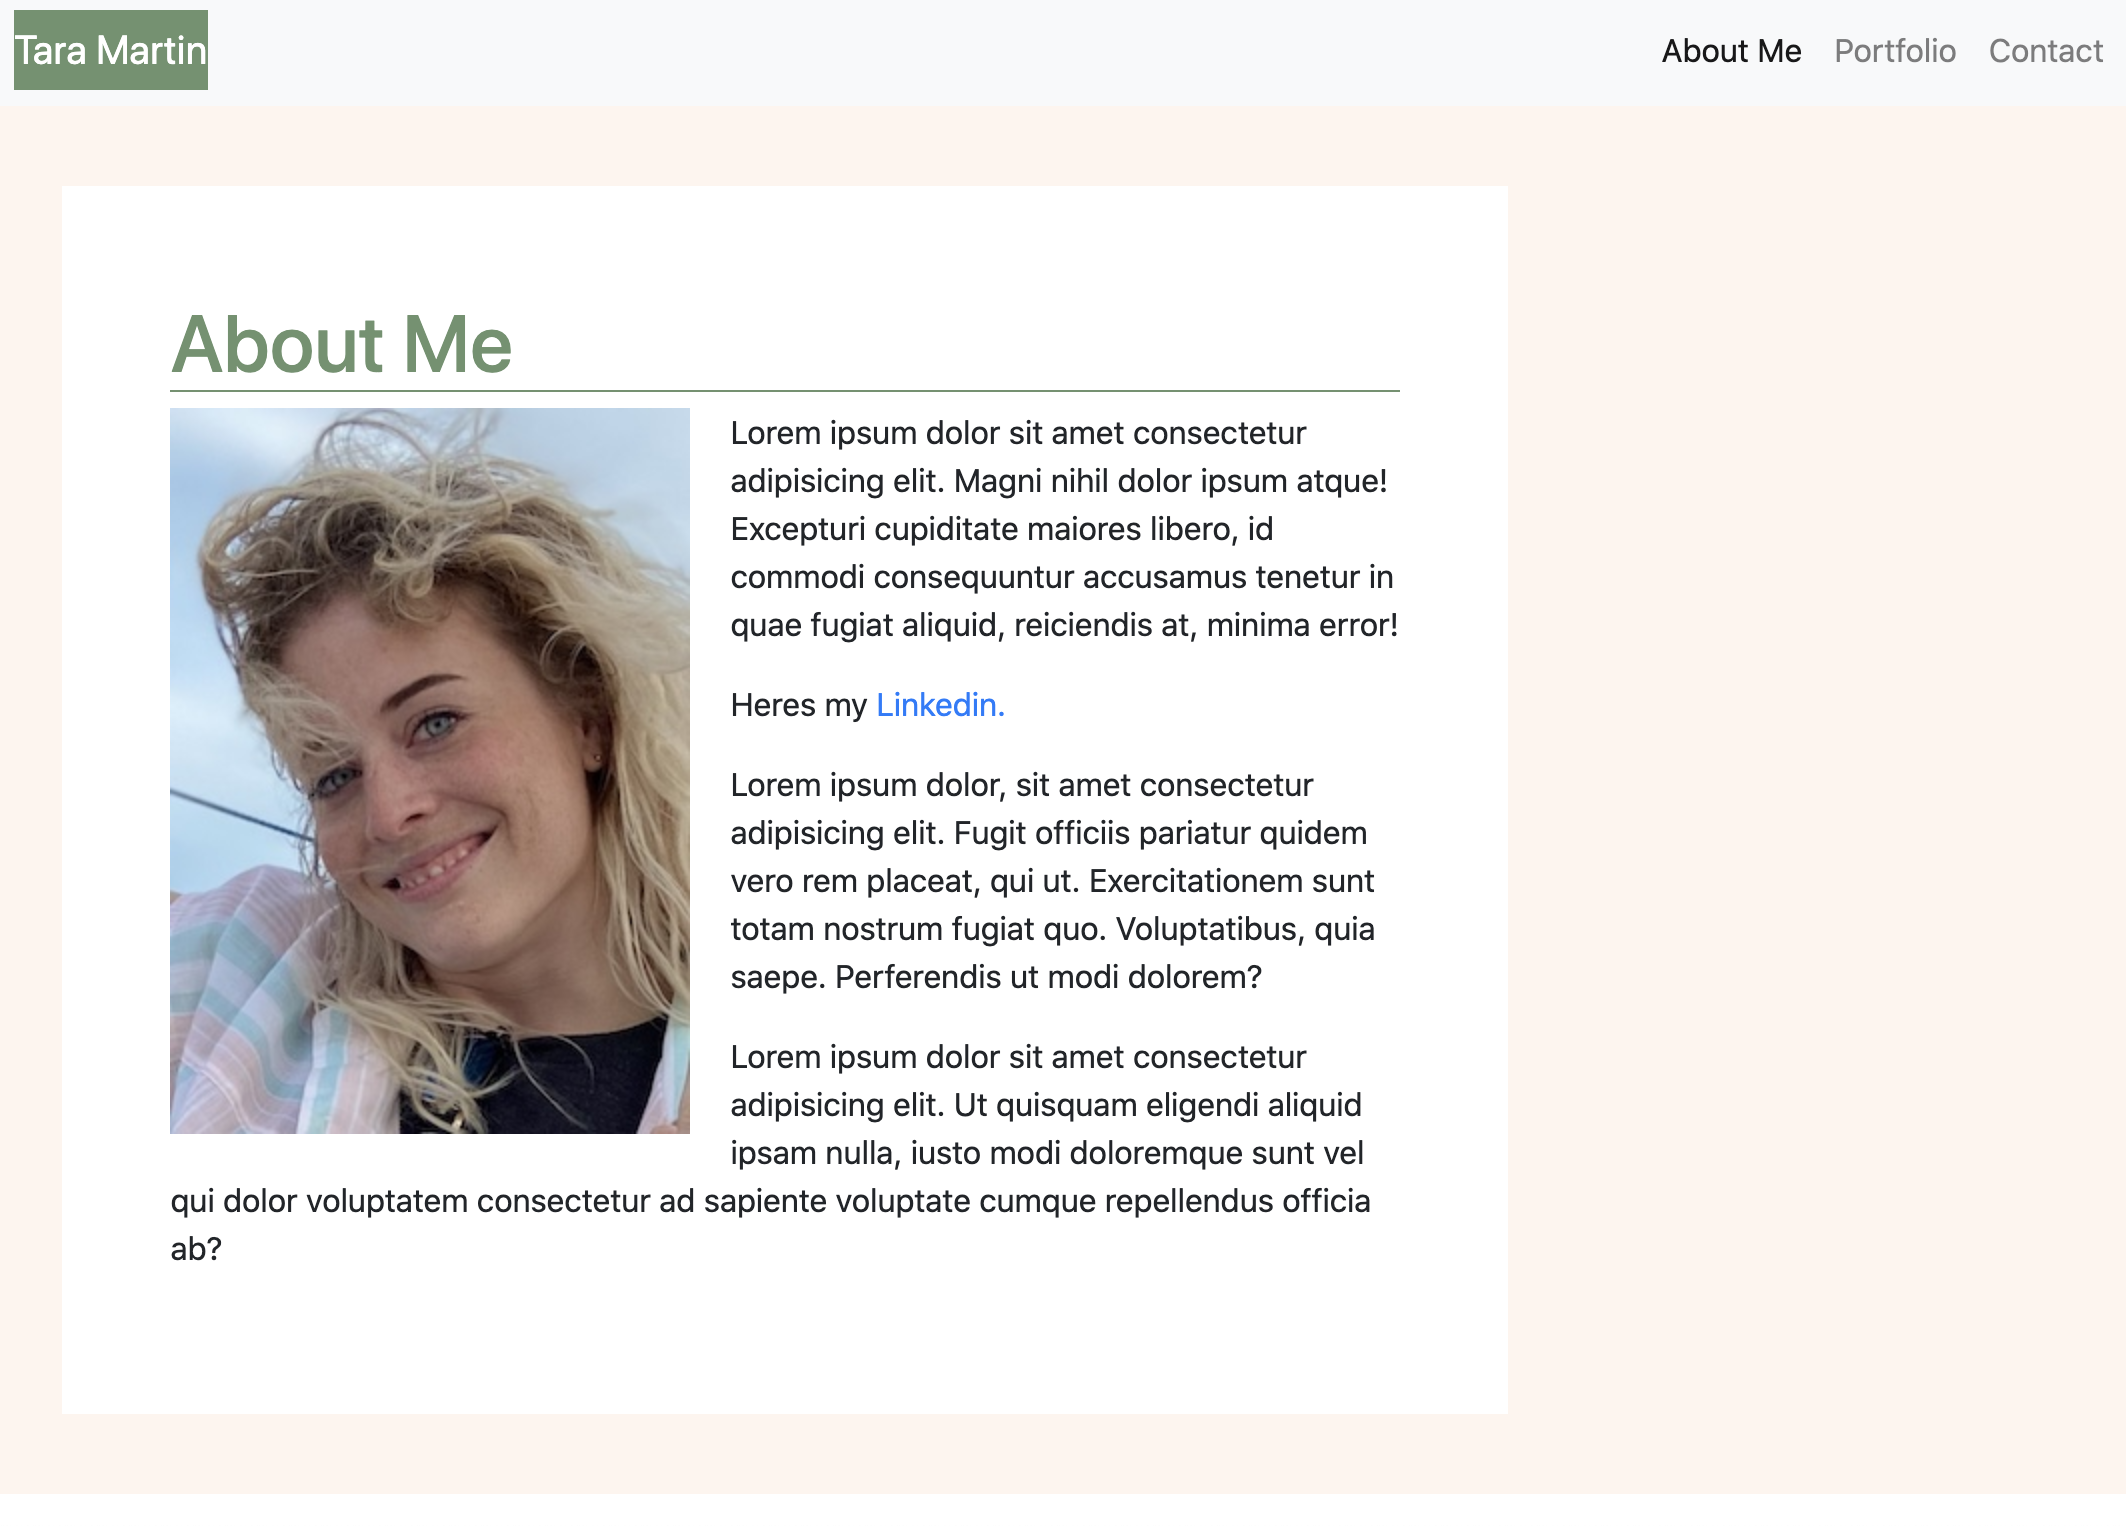 Tara Martin
About Me Portfolio Contact
About Me
Lorem ipsum dolor sit amet consectetur
adipisicing elit. Magni nihil dolor ipsum atque!
Excepturi cupiditate maiores libero, id
commodi consequuntur accusamus tenetur in
quae fugiat aliquid, reiciendis at, minima error!
Heres my Linkedin.
Lorem ipsum dolor, sit amet consectetur
adipisicing elit. Fugit officiis pariatur quidem
vero rem placeat, qui ut. Exercitationem sunt
totam nostrum fugiat quo. Voluptatibus, quia
saepe. Perferendis ut modi dolorem?
Lorem ipsum dolor sit amet consectetur
adipisicing elit. Ut quisquam eligendi aliquid
ipsam nulla, iusto modi doloremque sunt vel
qui dolor voluptatem consectetur ad sapiente voluptate cumque repellendus officia
ab?